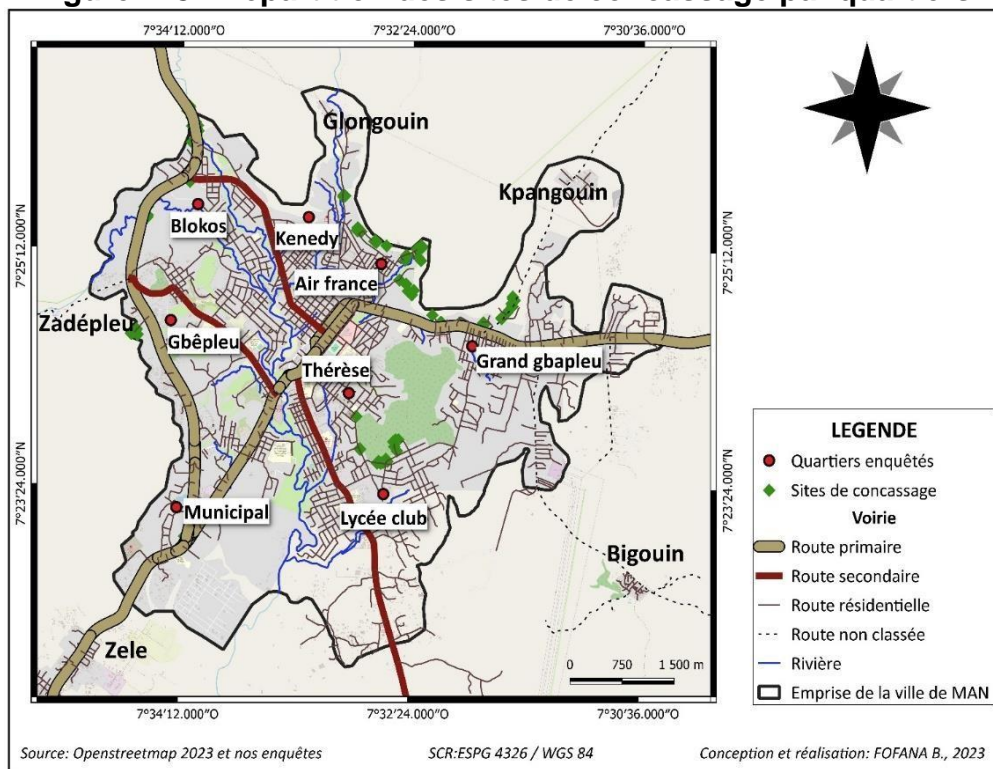 7°34'12.000"O 7°32'24.000"O 7°30'36.000"O
Glongouin
Kpangouin
7°25'12.000"N 7°25'12.000"N
Blokos
Kenedy
Air france
Zadépleu
Gbêpleu
Grand gbapleu
Thérèse
7°23'24.000"N 7°23'24.000"N
Municipal
Lycée club
Bigouin
Zele
0 750 1 500 m
7°34'12.000"O 7°32'24.000"O 7°30'36.000"O
LEGENDE
Quartiers enquêtés
Sites de concassage
Voirie
Route primaire
Route secondaire
Route résidentielle
Route non classée
Rivière
Emprise de la ville de MAN
Source: Openstreetmap 2023 et nos enquêtes SCR:ESPG 4326 / WGS 84 Conception et réalisation: FOFANA B., 2023